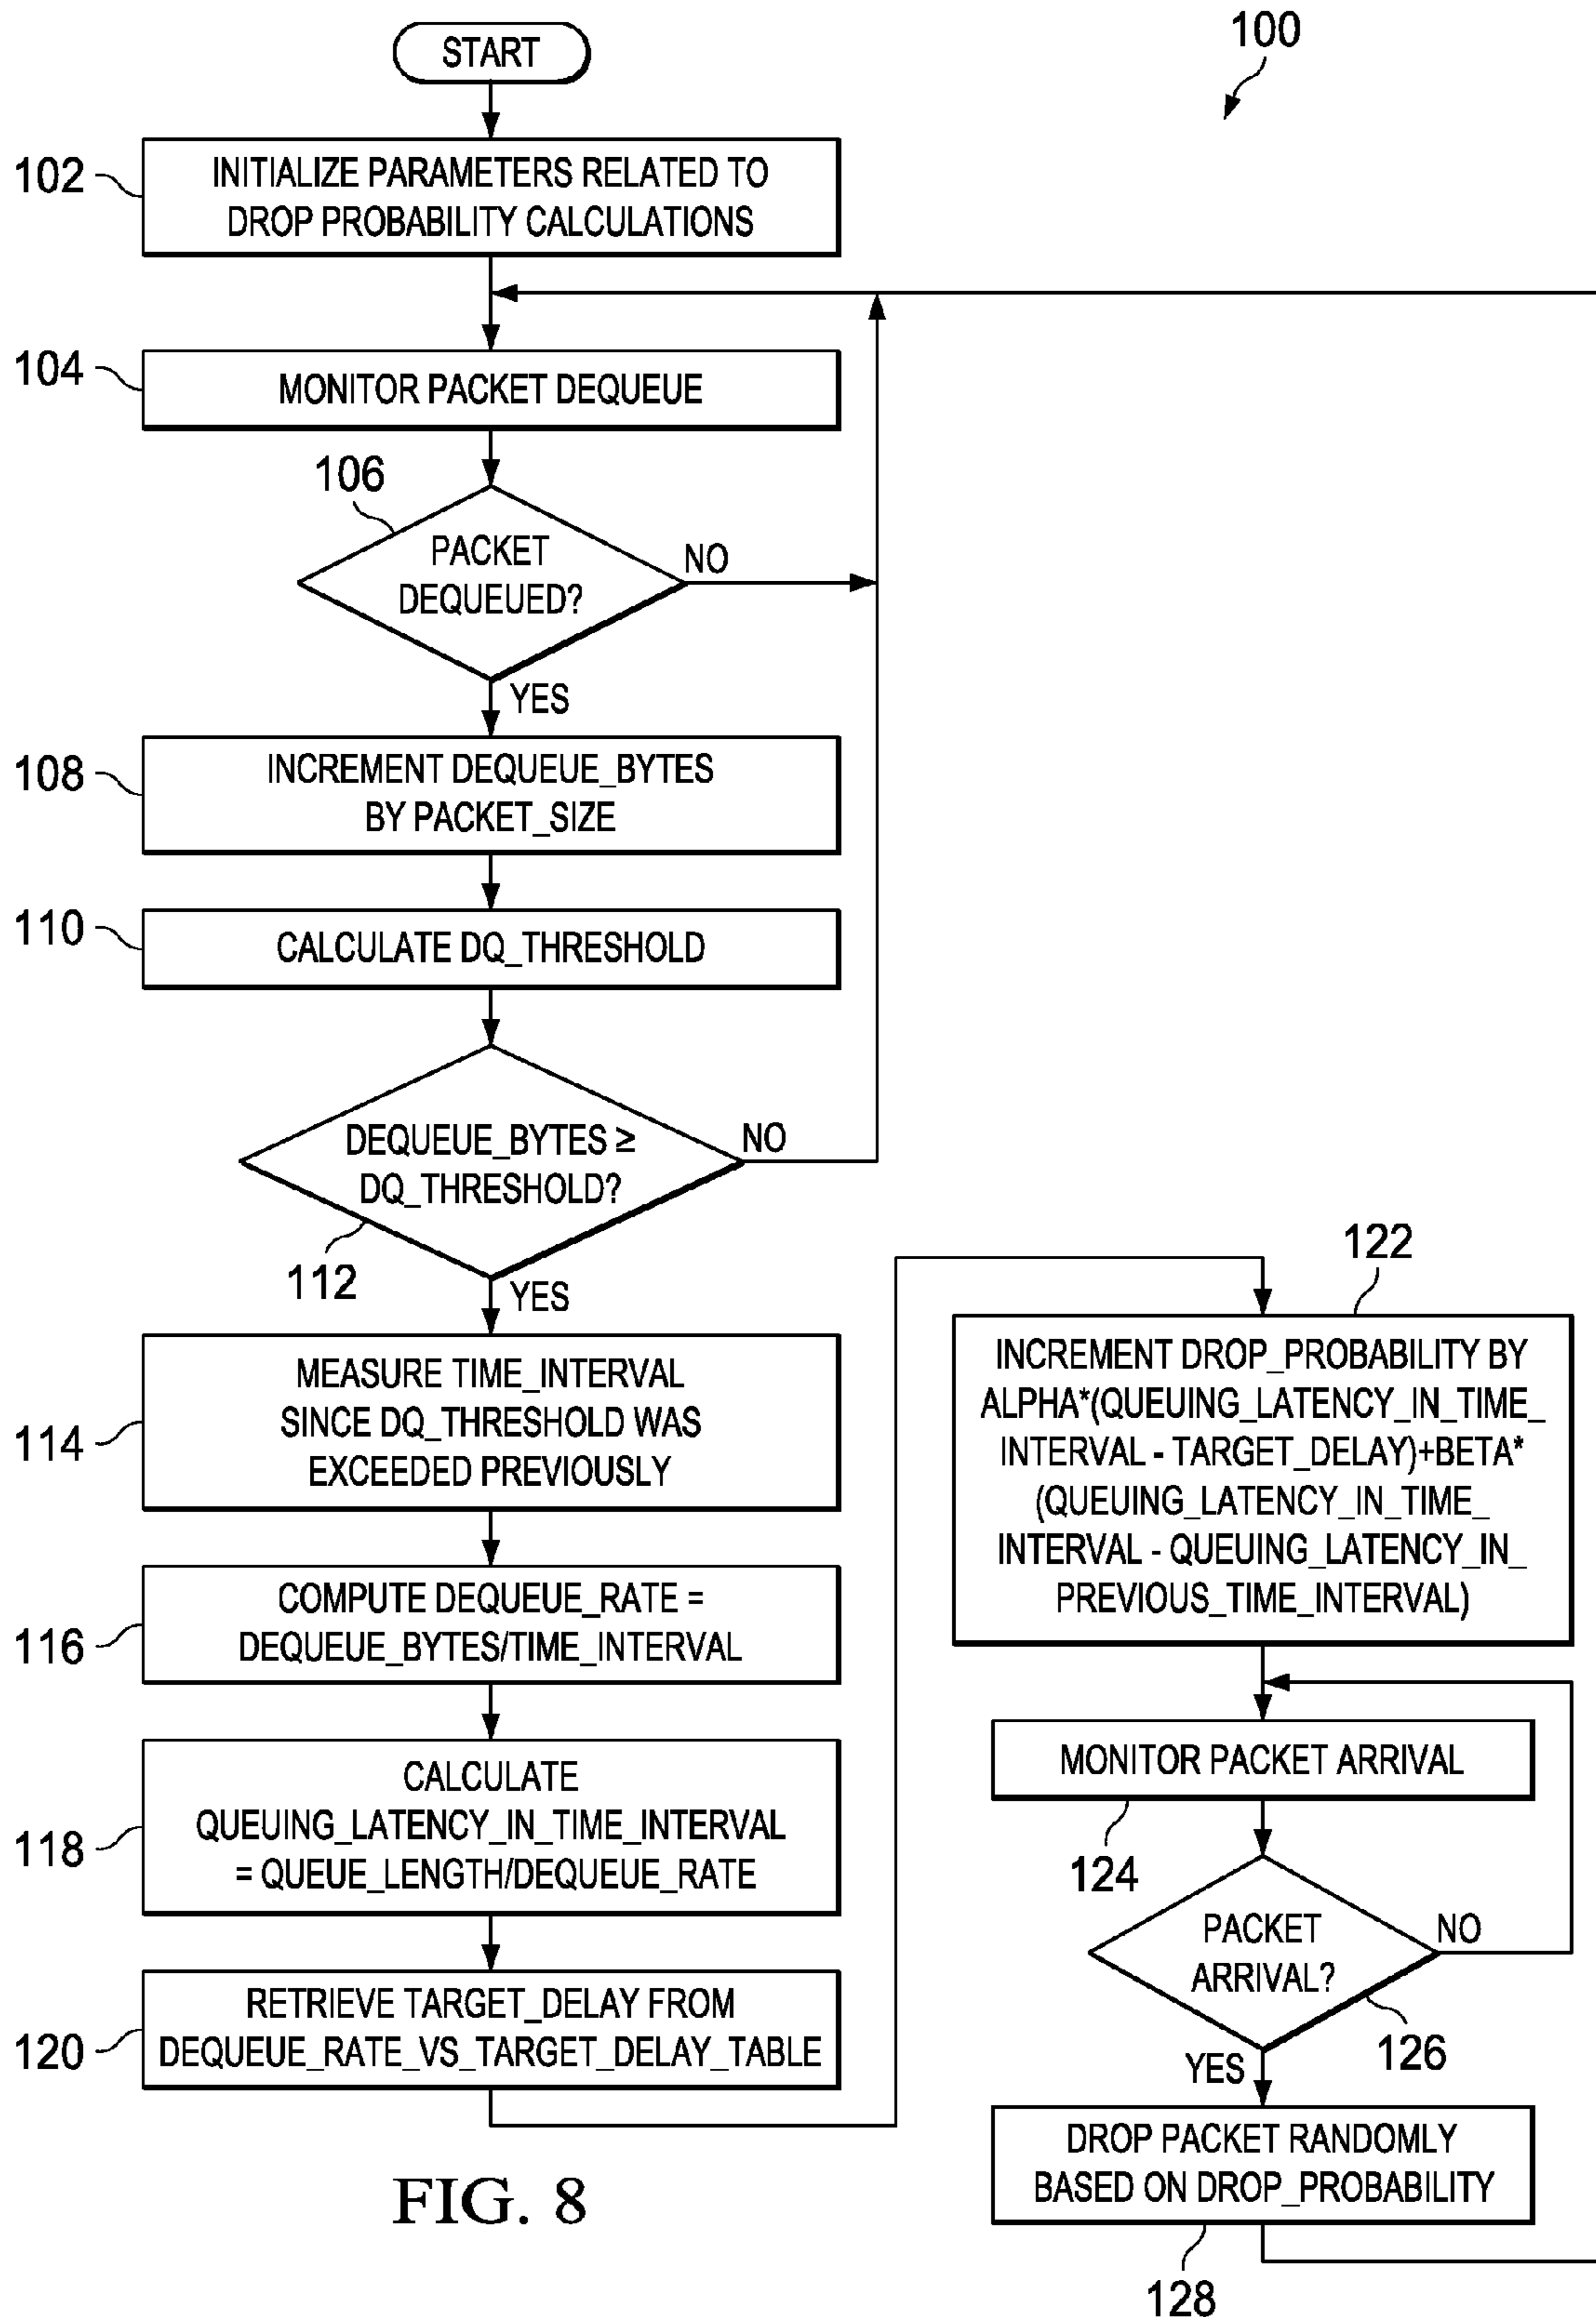 START
100
102
INITIALIZE PARAMETERS RELATED TO
DROP PROBABILITY CALCULATIONS
104
MONITOR PACKET DEQUEUE
106
PACKET
DEQUEUED?
NO
YES
108
INCREMENT DEQUEUE_BYTES
BY PACKET_SIZE
110
CALCULATE DQ_THRESHOLD
DEQUEUE_BYTES ≥
DQ_THRESHOLD?
NO
112
YES
114
MEASURE TIME_INTERVAL
SINCE DQ_THRESHOLD WAS
EXCEEDED PREVIOUSLY
116
COMPUTE DEQUEUE_RATE =
DEQUEUE_BYTES/TIME_INTERVAL
118
CALCULATE
QUEUING_LATENCY_IN_TIME_INTERVAL
= QUEUE_LENGTH/DEQUEUE_RATE
120
RETRIEVE TARGET_DELAY FROM
DEQUEUE_RATE_VS_TARGET_DELAY_TABLE
122
INCREMENT DROP_PROBABILITY BY
ALPHA*(QUEUING_LATENCY_IN_TIME_
INTERVAL - TARGET_DELAY)+BETA*
(QUEUING_LATENCY_IN_TIME_
INTERVAL - QUEUING_LATENCY_IN_
PREVIOUS_TIME_INTERVAL)
MONITOR PACKET ARRIVAL
124
PACKET
ARRIVAL?
NO
126
YES
DROP PACKET RANDOMLY
BASED ON DROP_PROBABILITY
128
FIG. 8